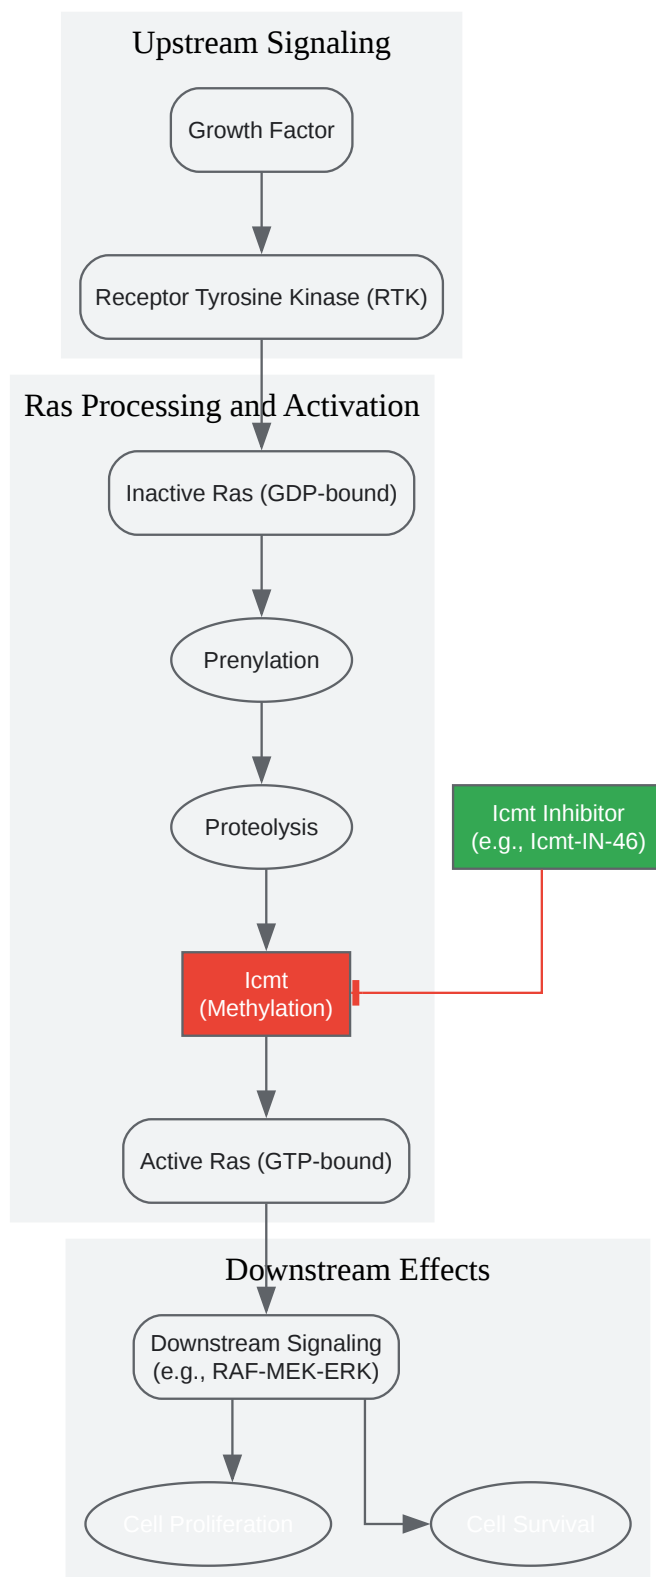 Upstream Signaling
Growth Factor
Receptor Tyrosine Kinase (RTK)
Ras Processing and Activation
Inactive Ras (GDP-bound)
Prenylation
Proteolysis
Icmt Inhibitor
(e.g., Icmt-IN-46)
Icmt
(Methylation)
Active Ras (GTP-bound)
Downstream Effects
Downstream Signaling
(e.g., RAF-MEK-ERK)
Cell Proliferation
Cell Survival